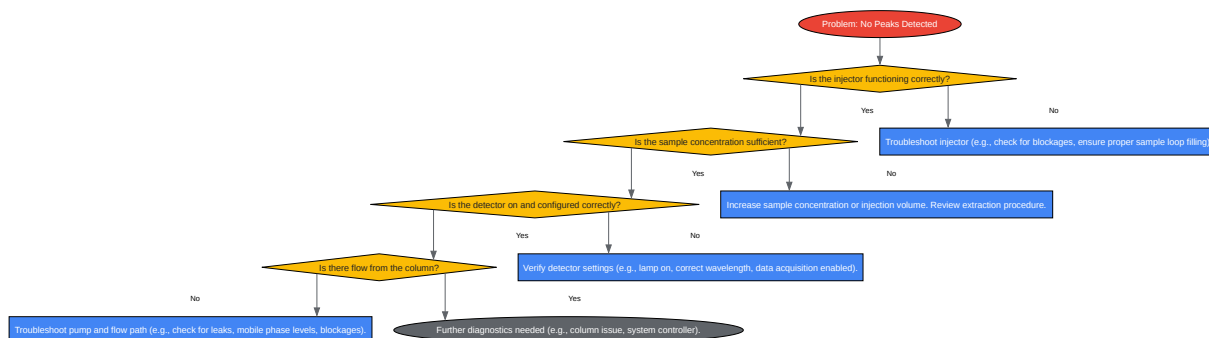 Problem: No Peaks Detected
Is the injector functioning correctly?
Yes
No
Is the sample concentration sufficient?
Troubleshoot injector (e.g., check for blockages, ensure proper sample loop filling)
Yes
No
Is the detector on and configured correctly?
Increase sample concentration or injection volume. Review extraction procedure.
Yes
No
Is there flow from the column?
Verify detector settings (e.g., lamp on, correct wavelength, data acquisition enabled).
No
Yes
Troubleshoot pump and flow path (e.g., check for leaks, mobile phase levels, blockages).
Further diagnostics needed (e.g., column issue, system controller).